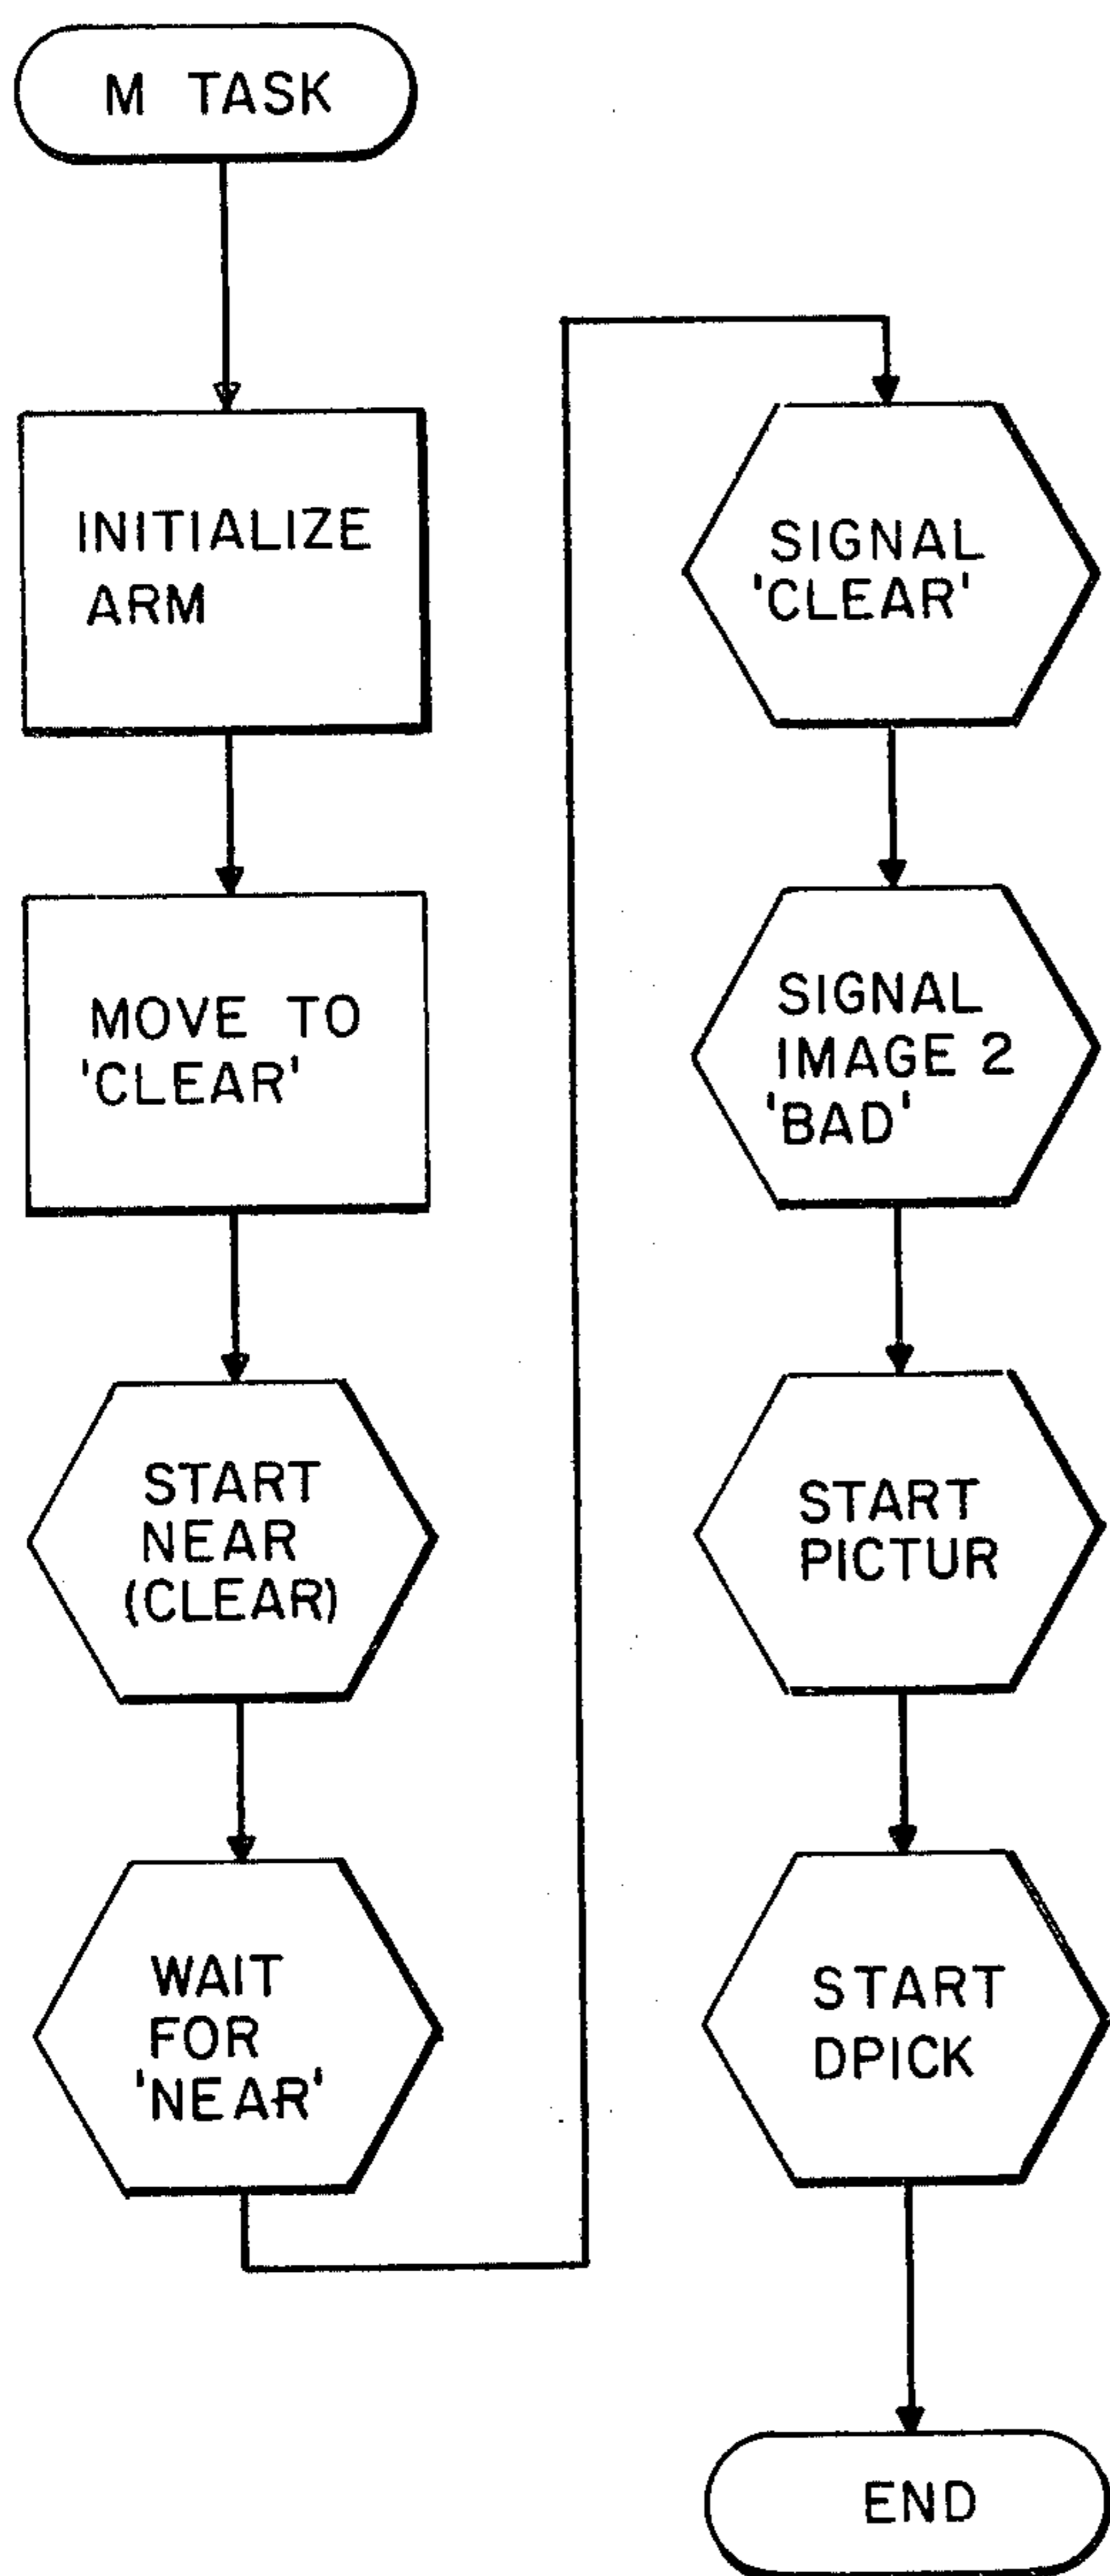 M TASK
INITIALIZE
ARM
MOVE TO
'CLEAR'
START
NEAR
(CLEAR)
WAIT
FOR
'NEAR'
SIGNAL
'CLEAR'
SIGNAL
IMAGE 2
'BAD'
START
PICTUR
START
DPICK
END